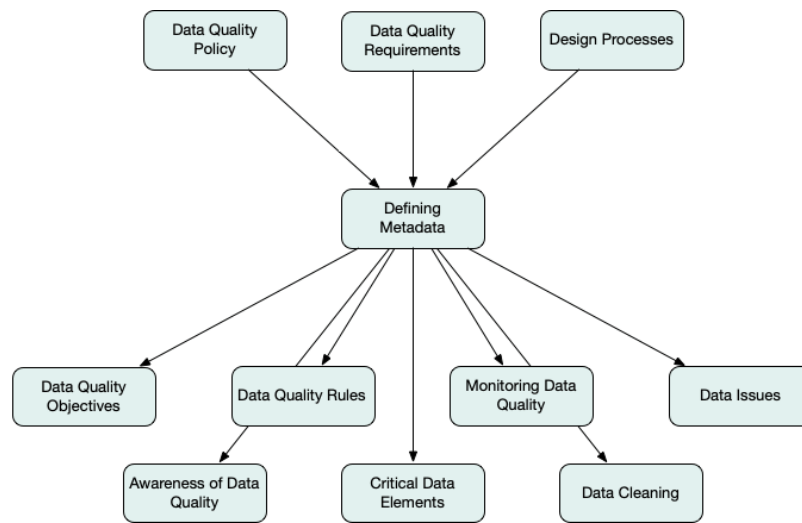 Data Quality
Policy
Data Quality
Requirements
Design Processes
Defining
Metadata
Data Quality
Objectives
Data Quality Rules
Monitoring Data
Quality
Data Issues
Awareness of Data
Quality
Critical Data
Elements
Data Cleaning